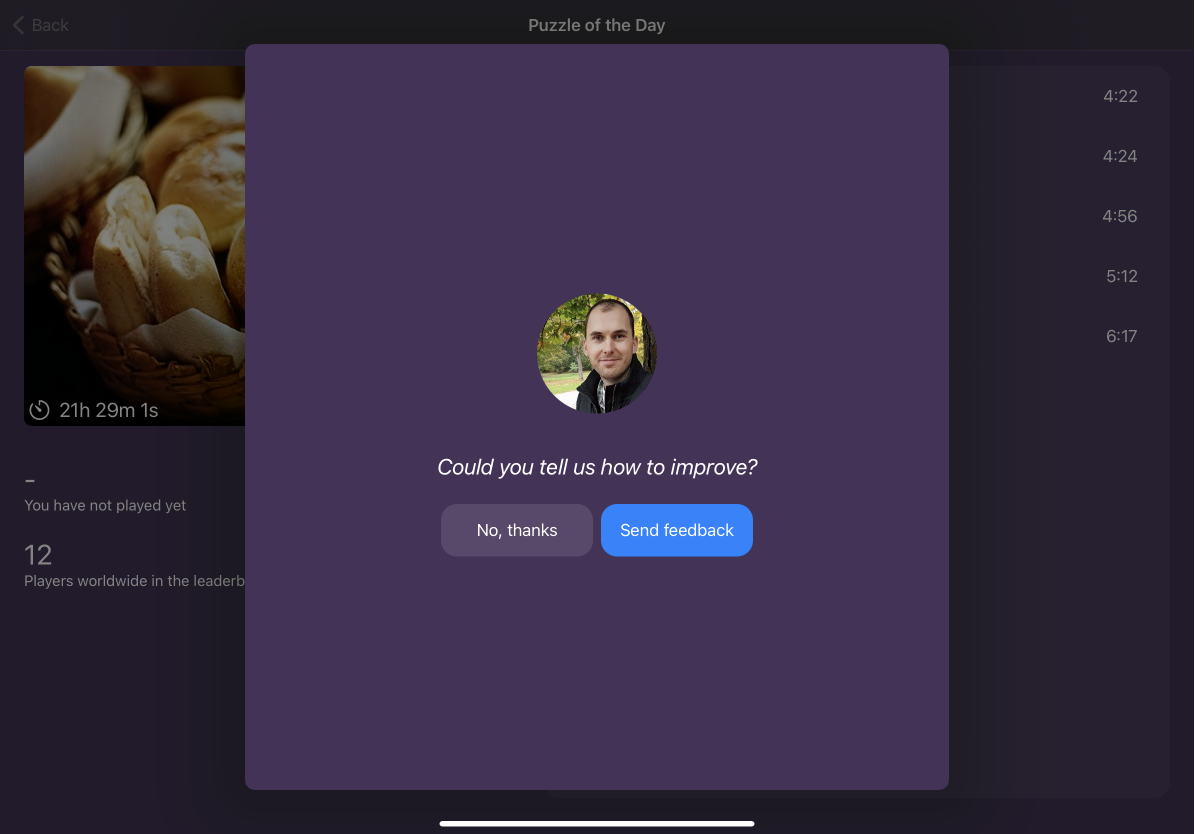 Back
Puzzle of the Day
4:22
4:24
4:56
5:12
6:17
21h 29m 1s
-
You have not played yet
12
Players worldwide in the leaderb
Could you tell us how to improve?
No, thanks
Send feedback